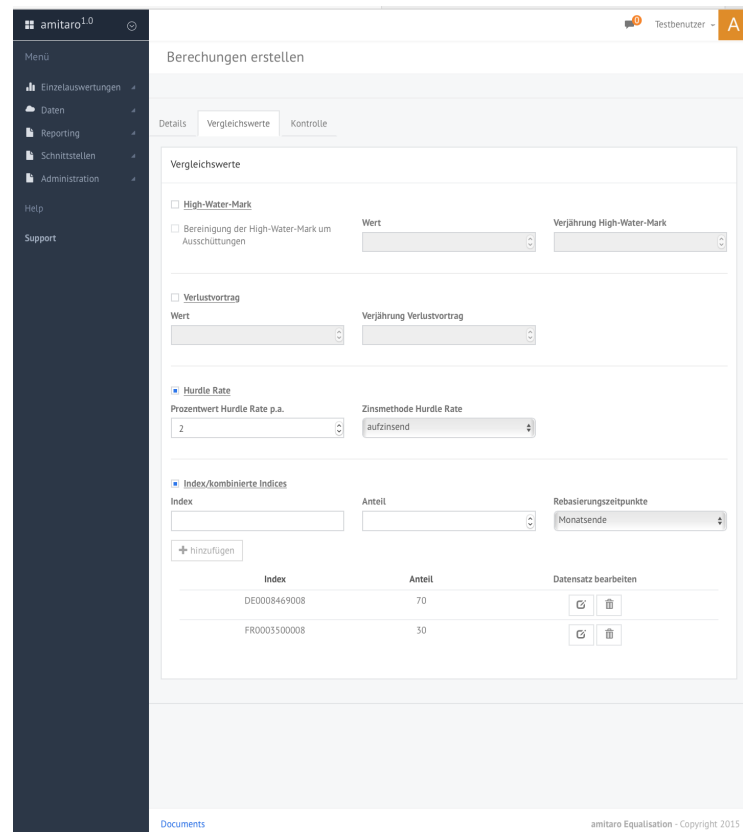 amitaro1.0
0
Testbenutzer
A
Menü
Berechungen erstellen
Einzelauswertungen
Daten
Reporting
Schnittstellen
Administration
Help
Support
Details Vergleichswerte Kontrolle
Vergleichswerte
High-Water-Mark
Bereinigung der High-Water-Mark um
Ausschüttungen
Wert Verjährung High-Water-Mark
Verlustvortrag
Wert Verjährung Verlustvortrag
Hurdle Rate
Prozentwert Hurdle Rate p.a. Zinsmethode Hurdle Rate
2 aufzinsend
Index/kombinierte Indices
Index Anteil Rebasierungszeitpunkte
Monatsende
+ hinzufügen
Index Anteil Datensatz bearbeiten
DE0008469008 70
FR0003500008 30
Documents amitaro Equalisation - Copyright 2015